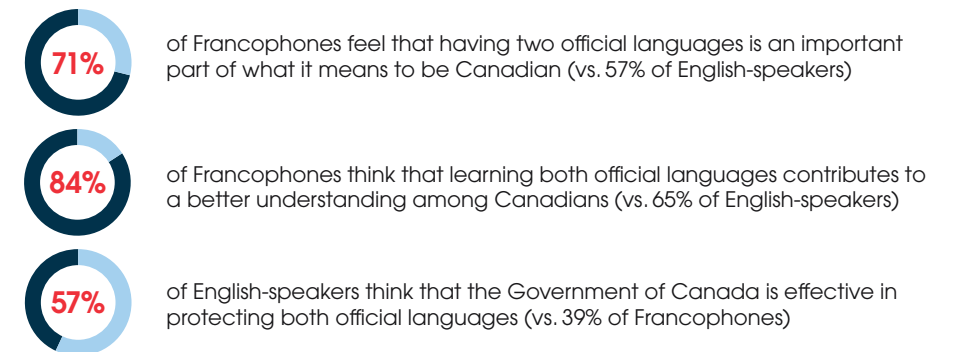 71%
of Francophones feel that having two official languages is an important
part of what it means to be Canadian (vs. 57% of English-speakers)
84%
of Francophones think that learning both official languages contributes to
a better understanding among Canadians (vs. 65% of English-speakers)
57%
of English-speakers think that the Government of Canada is effective in
protecting both official languages (vs. 39% of Francophones)